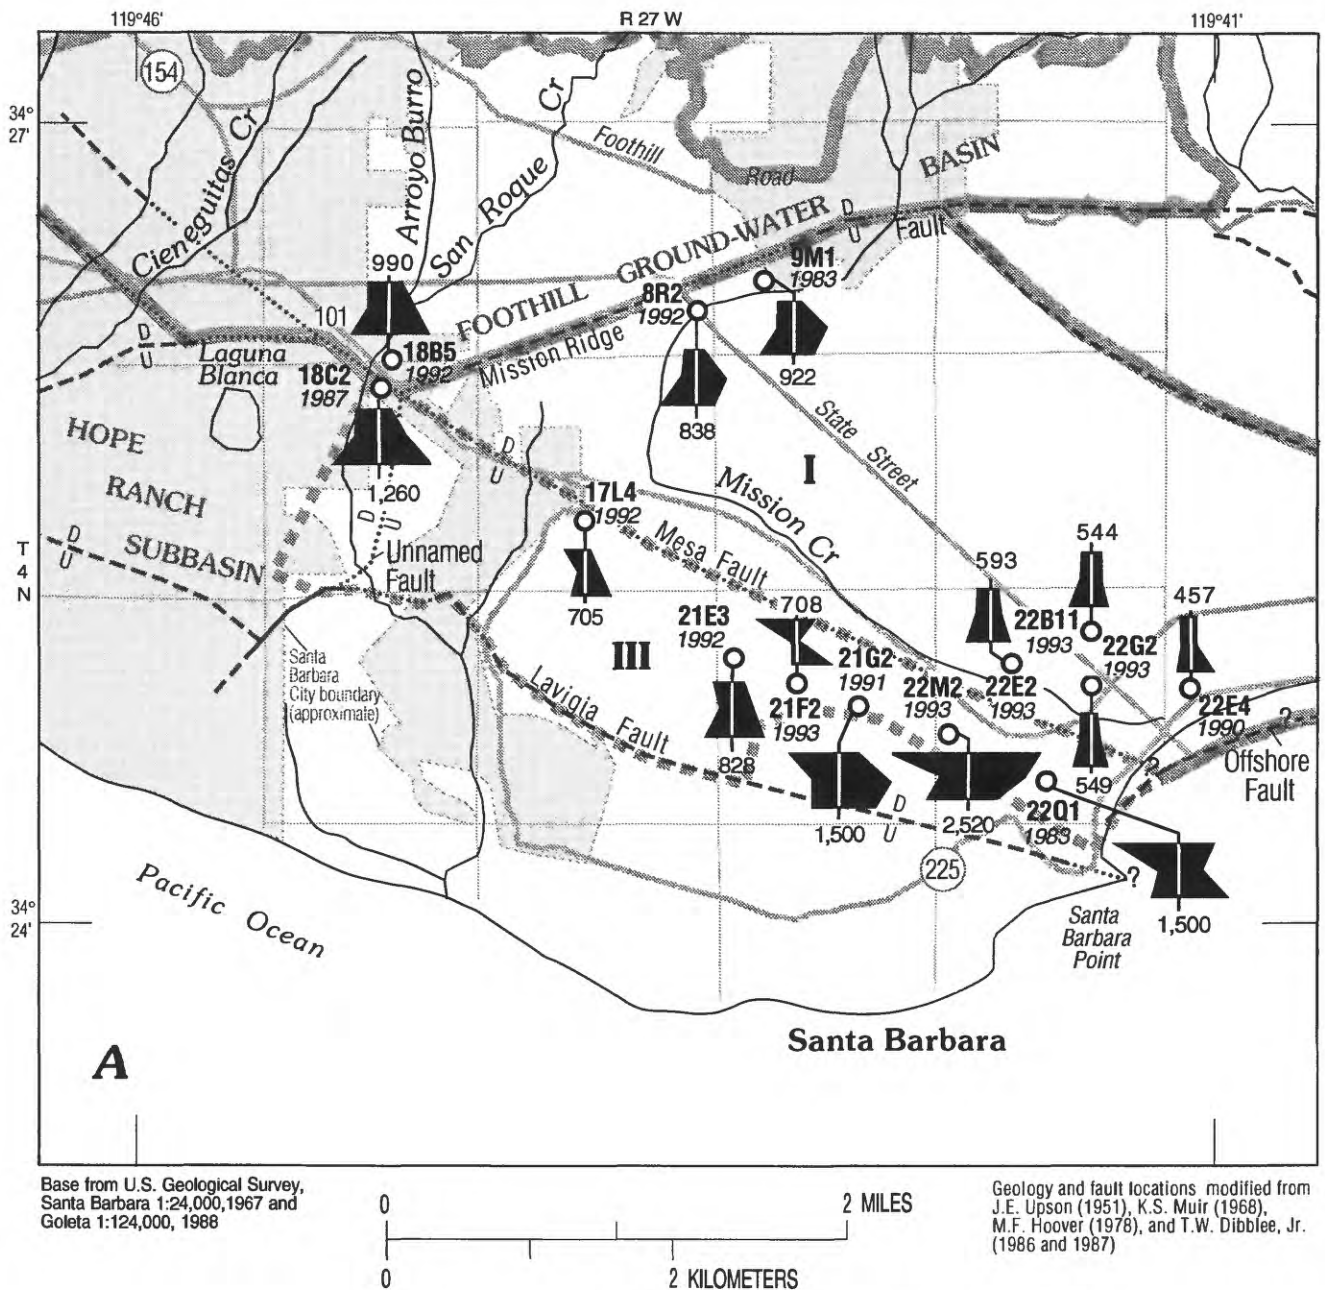 119°46'
R 27 W
119°41'
154
34°
27'
Cieneguitas Cr
Arroyo Burro
San Roque Cr
Foothill
Road
FOOTHILL GROUND-WATER BASIN
D
U
Fault
9M1
1983
990
8R2
1992
101
D
U
Mission Ridge
922
Laguna
Blanca
18B5
1992
18C2
1987
838
State Street
HOPE
RANCH
SUBBASIN
D
U
I
1,260
17L4
1992
Mission Cr
T
4
N
D
U
D
U
Unnamed
Fault
Mesa Fault
593
544
457
705
21E3
1992
708
22B11
1993
22G2
1993
III
21G2
1991
22M2
1993
22E2
1993
22E4
1990
Santa
Barbara
City boundary
(approximate)
Lavigia Fault
21F2
1993
?
?
Offshore
Fault
828
549
1,500
D
U
2,520
22Q1
1983
225
?
Pacific Ocean
34°
24'
Santa
Barbara
Point
1,500
Santa Barbara
A
Base from U.S. Geological Survey,
Santa Barbara 1:24,000,1967 and
Goleta 1:124,000, 1988
0
2 MILES
0
2 KILOMETERS
Geology and fault locations modified from
J.E. Upson (1951), K.S. Muir (1968),
M.F. Hoover (1978), and T.W. Dibblee, Jr.
(1986 and 1987)